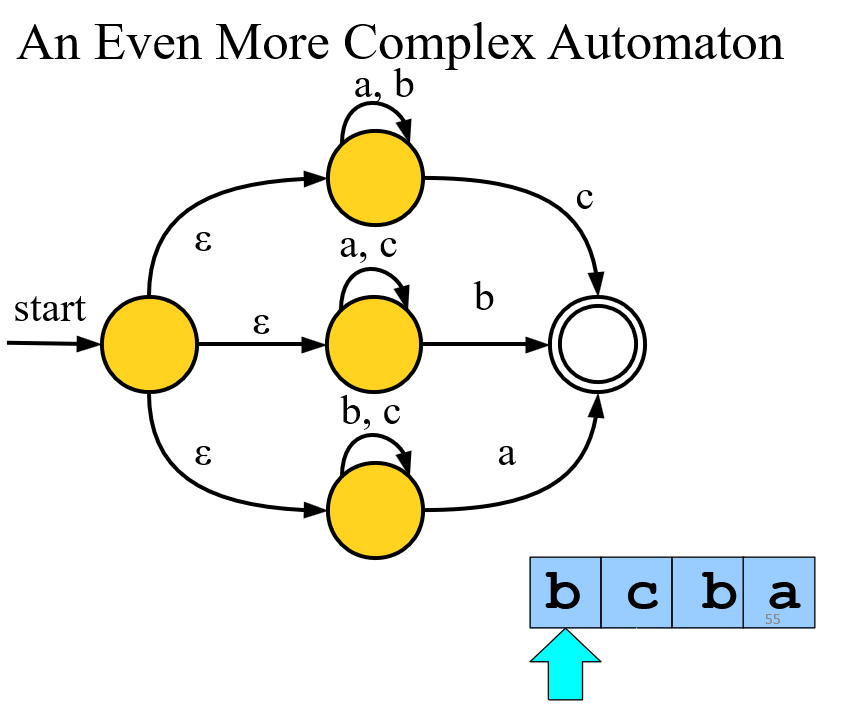 An Even More Complex Automaton
a, b
c
ε
a, c
start
ε
b
b, c
ε
a
b c b a
55